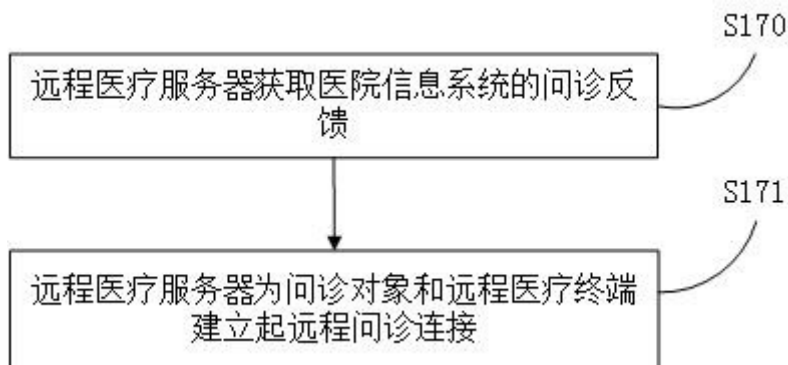 S170
远程医疗服务器获取医院信息系统的问诊反
馈
S171
远程医疗服务器为问诊对象和远程医疗终端
建立起远程问诊连接